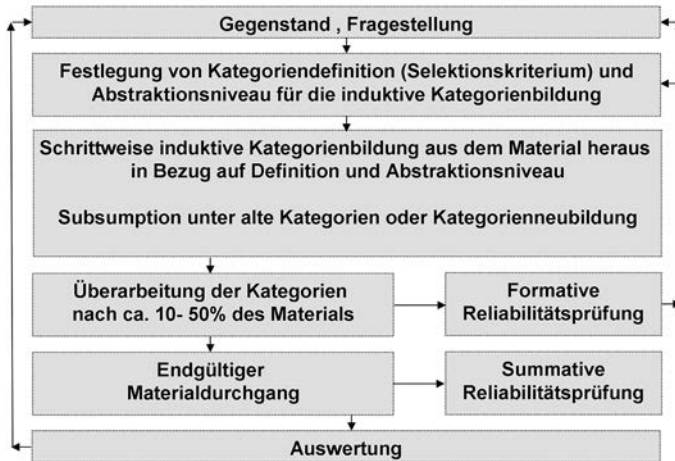 Gegenstand , Fragestellung
Festlegung von Kategoriendefinition (Selektionskriterium) und
Abstraktionsniveau für die induktive Kategorienbildung
Schrittweise induktive Kategorienbildung aus dem Material heraus
in Bezug auf Definition und Abstraktionsniveau
Subsumption unter alte Kategorien oder Kategorienneubildung
Überarbeitung der Kategorien
nach ca. 10- 50% des Materials
Formative
Reliabilitätsprüfung
Endgültiger
Materialdurchgang
Summative
Reliabilitätsprüfung
Auswertung